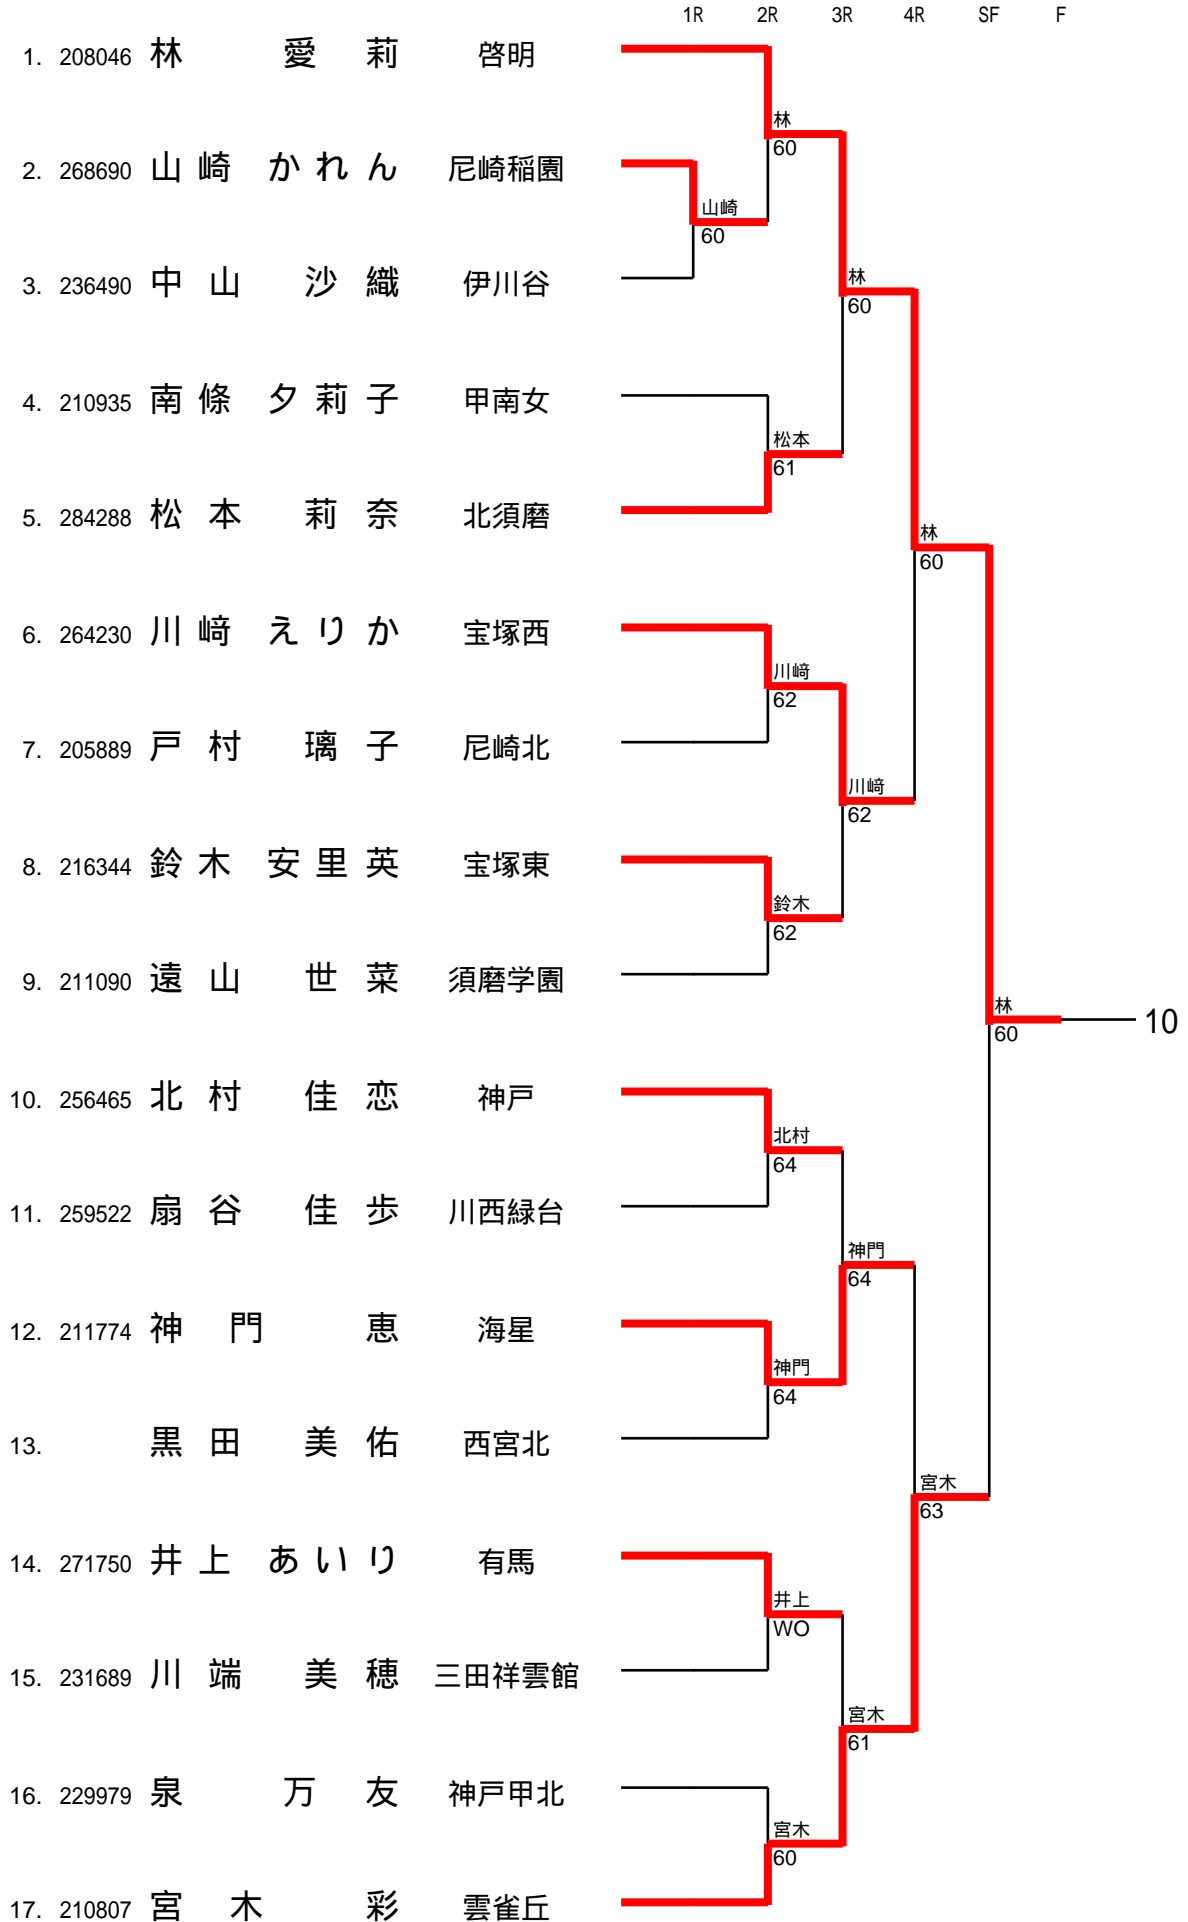 1R 2R 3R 4R SF F
1. 208046 林 愛 莉 啓明
林
60
2. 268690 山 崎 か れ ん 尼崎稲園
山崎
60
3. 236490 中 山 沙 織 伊川谷
林
60
4. 210935 南 條 夕 莉 子 甲南女
松本
61
5. 284288 松 本 莉 奈 北須磨
林
60
6. 264230 川 﨑 え り か 宝塚西
川﨑
62
7. 205889 戸 村 璃 子 尼崎北
川﨑
62
8. 216344 鈴 木 安 里 英 宝塚東
鈴木
62
9. 211090 遠 山 世 菜 須磨学園
林
60
10
10. 256465 北 村 佳 恋 神戸
北村
64
11. 259522 扇 谷 佳 歩 川西緑台
神門
64
12. 211774 神 門 恵 海星
神門
64
13. 黒 田 美 佑 西宮北
宮木
63
14. 271750 井 上 あ い り 有馬
井上
WO
15. 231689 川 端 美 穂 三田祥雲館
宮木
61
16. 229979 泉 万 友 神戸甲北
宮木
60
17. 210807 宮 木 彩 雲雀丘